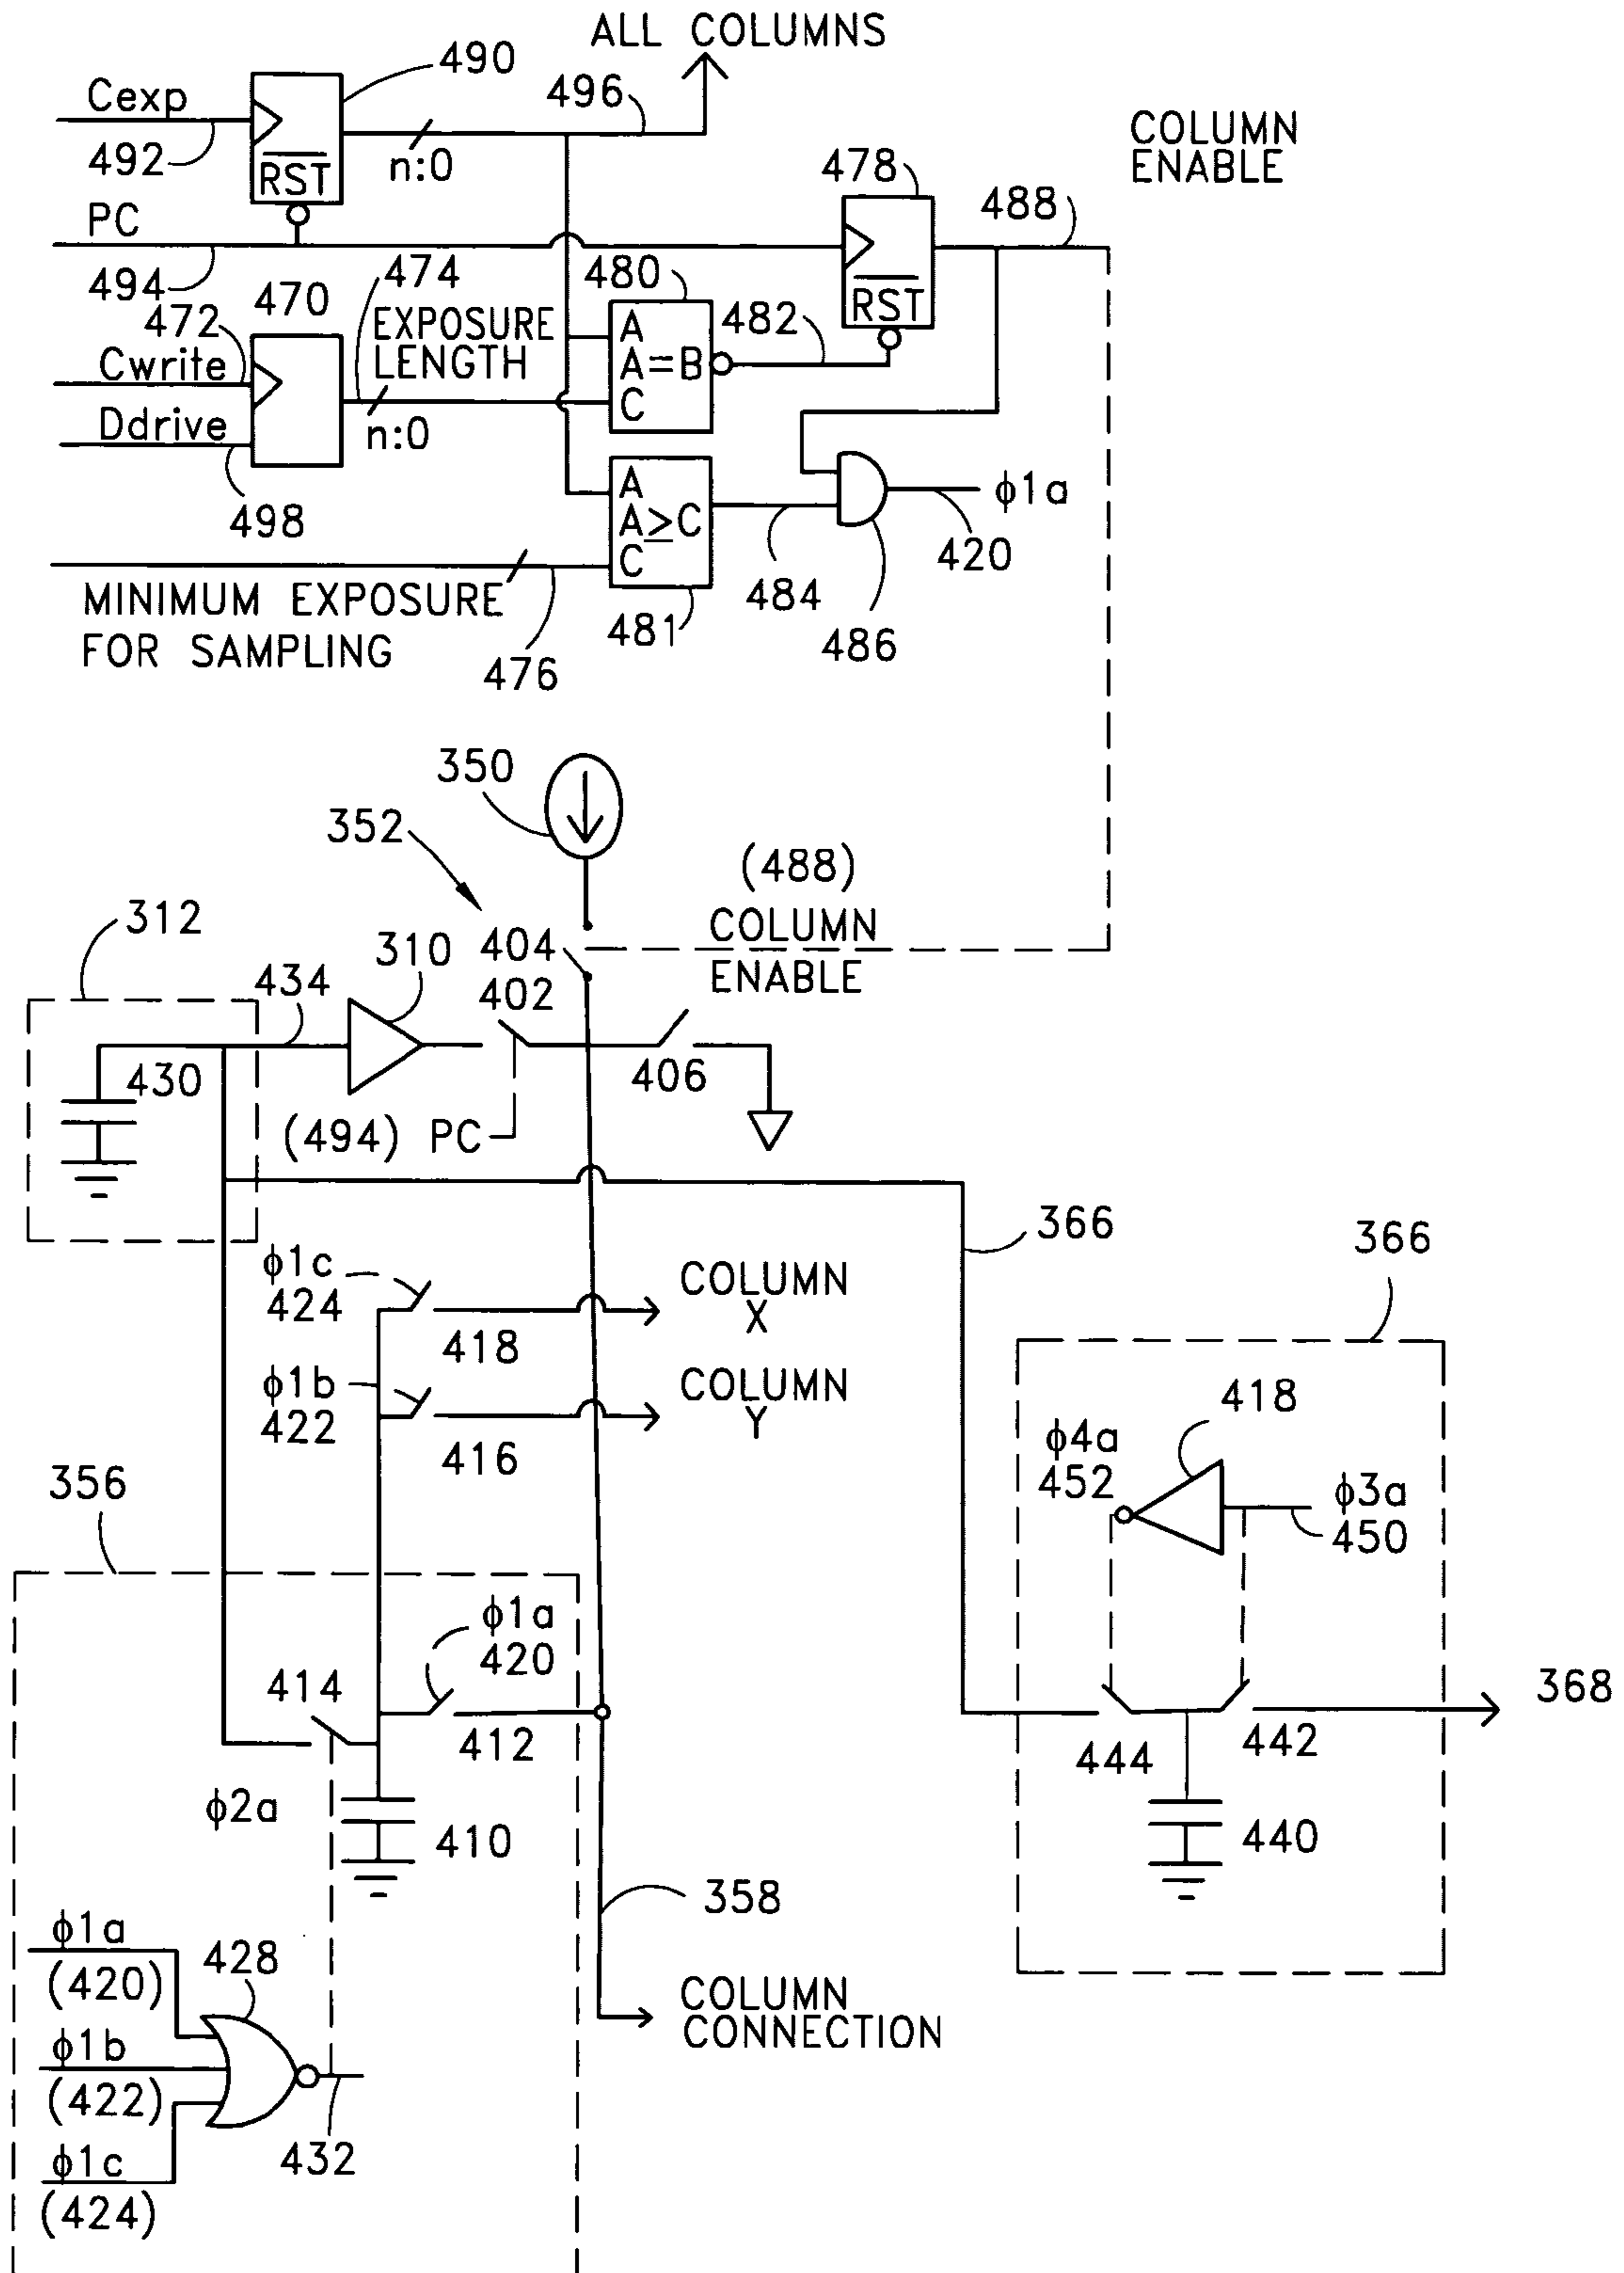 ALL COLUMNS
490
Cexp
496
492
RST
n:0
COLUMN
ENABLE
478
488
PC
494
470
474
480
RST
472
EXPOSURE
LENGTH
482
Cwrite
A
A=B
C
Ddrive
n:0
498
A
A≥C
C
ϕ1a
420
484
486
MINIMUM EXPOSURE
FOR SAMPLING
481
476
350
352
(488)
COLUMN
ENABLE
312
310
404
434
402
430
406
(494) PC
366
366
ϕ1c
424
COLUMN
X
418
ϕ1b
422
COLUMN
Y
416
418
ϕ4a
452
ϕ3a
450
356
ϕ1a
420
414
412
368
444
442
ϕ2a
410
440
358
ϕ1a
(420)
428
COLUMN
CONNECTION
ϕ1b
(422)
432
ϕ1c
(424)